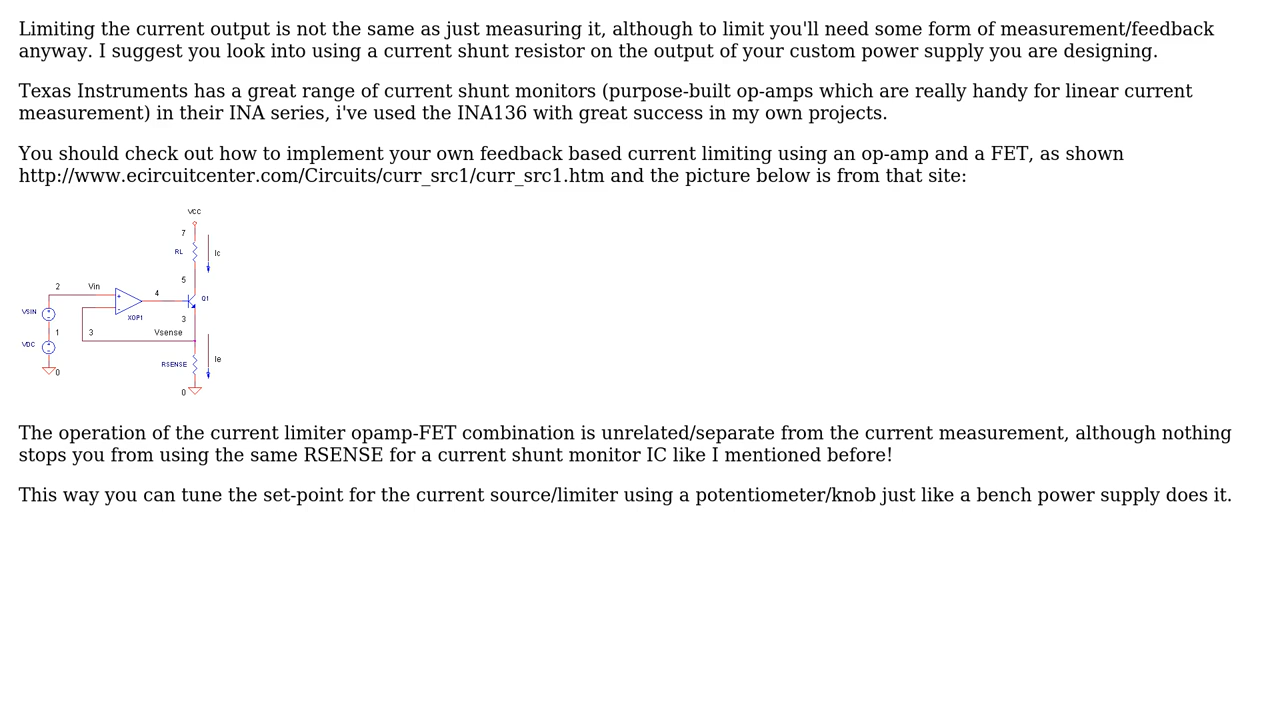 Limiting the current output is not the same as just measuring it, although to limit you'll need some form of measurement/feedback
anyway. I suggest you look into using a current shunt resistor on the output of your custom power supply you are designing.
Texas Instruments has a great range of current shunt monitors (purpose-built op-amps which are really handy for linear current
measurement) in their INA series, i've used the INA136 with great success in my own projects.
You should check out how to implement your own feedback based current limiting using an op-amp and a FET, as shown
http://www.ecircuitcenter.com/Circuits/curr_src1/curr_src1.htm and the picture below is from that site:
VCC
7
RL
Ic
5
2
Vin
4
Q1
+
-
VSIN
XOP1
3
1
3
Vsense
VDC
RSENSE
Ie
0
0
The operation of the current limiter opamp-FET combination is unrelated/separate from the current measurement, although nothing
stops you from using the same RSENSE for a current shunt monitor IC like I mentioned before!
This way you can tune the set-point for the current source/limiter using a potentiometer/knob just like a bench power supply does it.